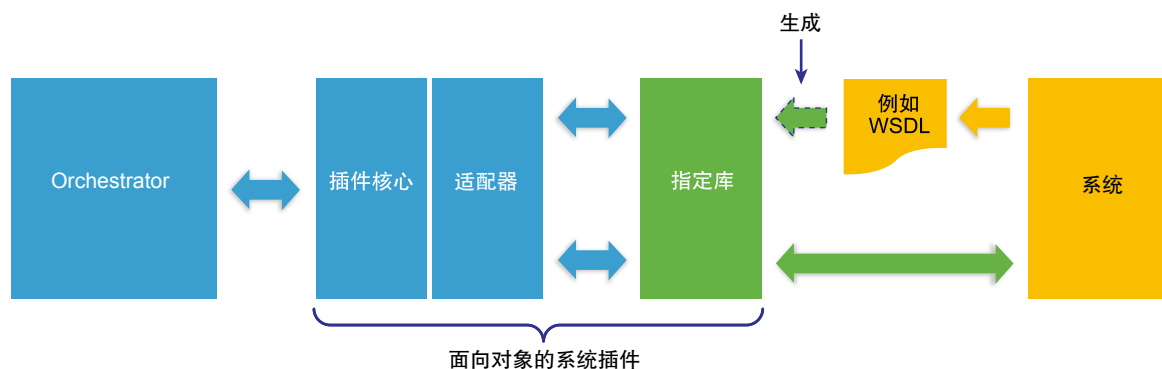 生成
Orchestrator
插件核心
适配器
指定库
例如
WSDL
系统
面向对象的系统插件